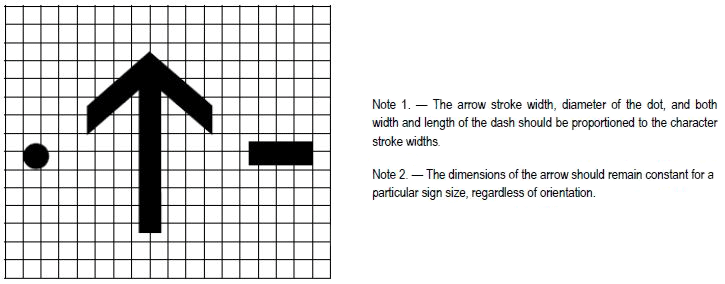 Note 1. — The arrow stroke width, diameter of the dot, and both
width and length of the dash should be proportioned to the character
stroke widths.
Note 2. — The dimensions of the arrow should remain constant for a
particular sign size, regardless of orientation.